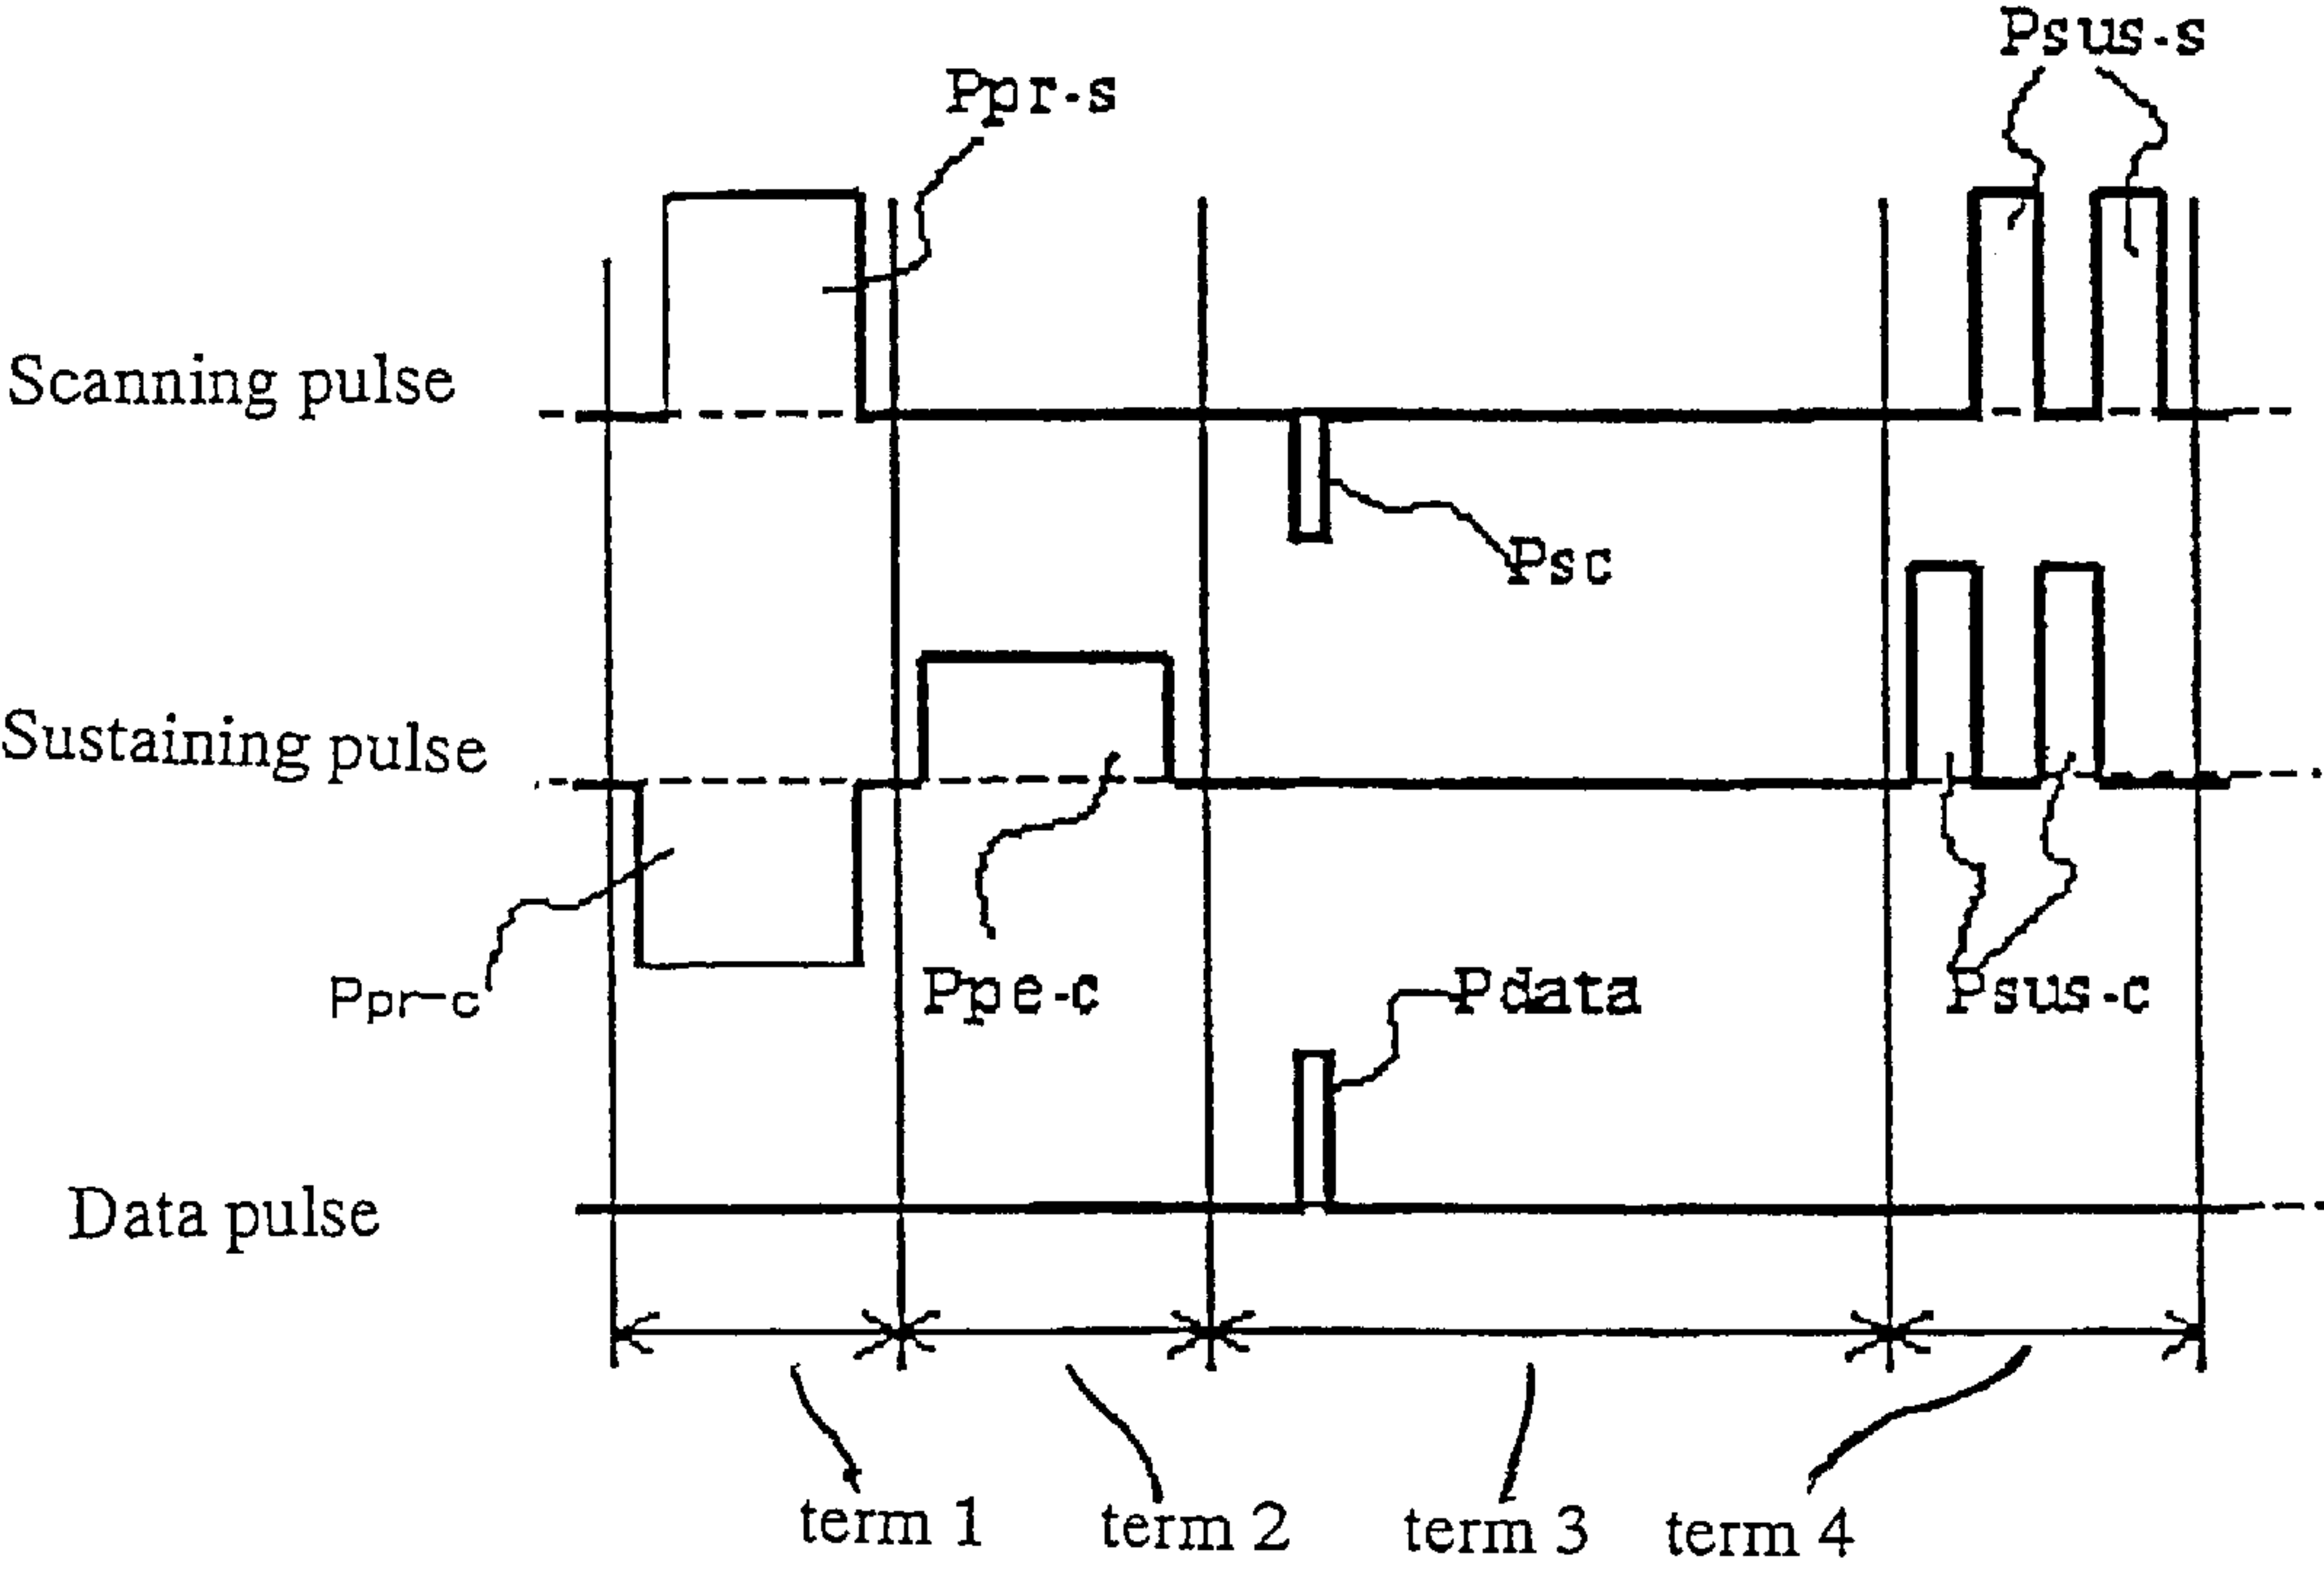 Psus-s
Ppr-s
Scanning pulse
Psc
Sustaining pulse
Ppr-c
Ppe-c
Pdata
Psus-c
Data pulse
term 1
term 2
term 3
term 4